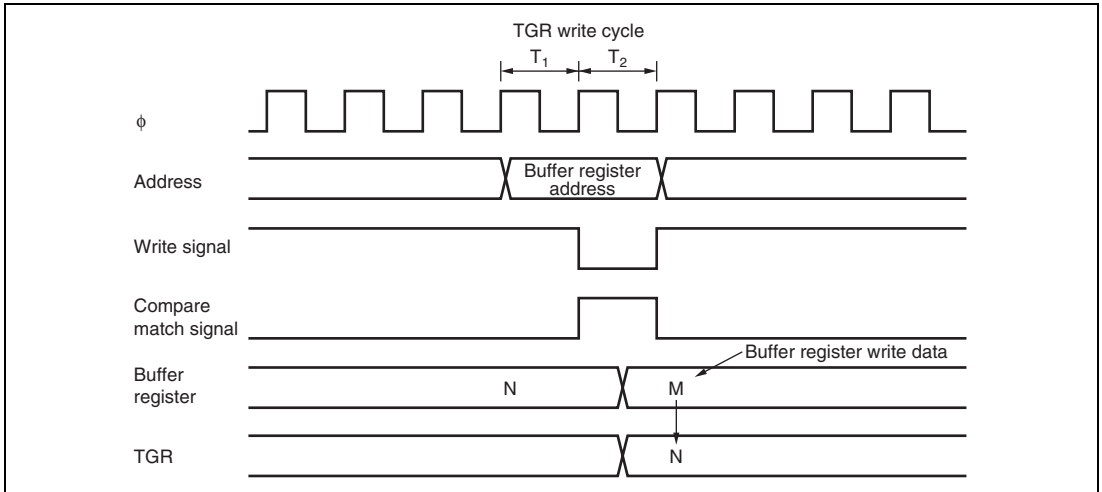 TGR write cycle
T1 T2
ϕ
Address
Buffer register
address
Write signal
Compare
match signal
Buffer register write data
Buffer
register
N M
TGR
N